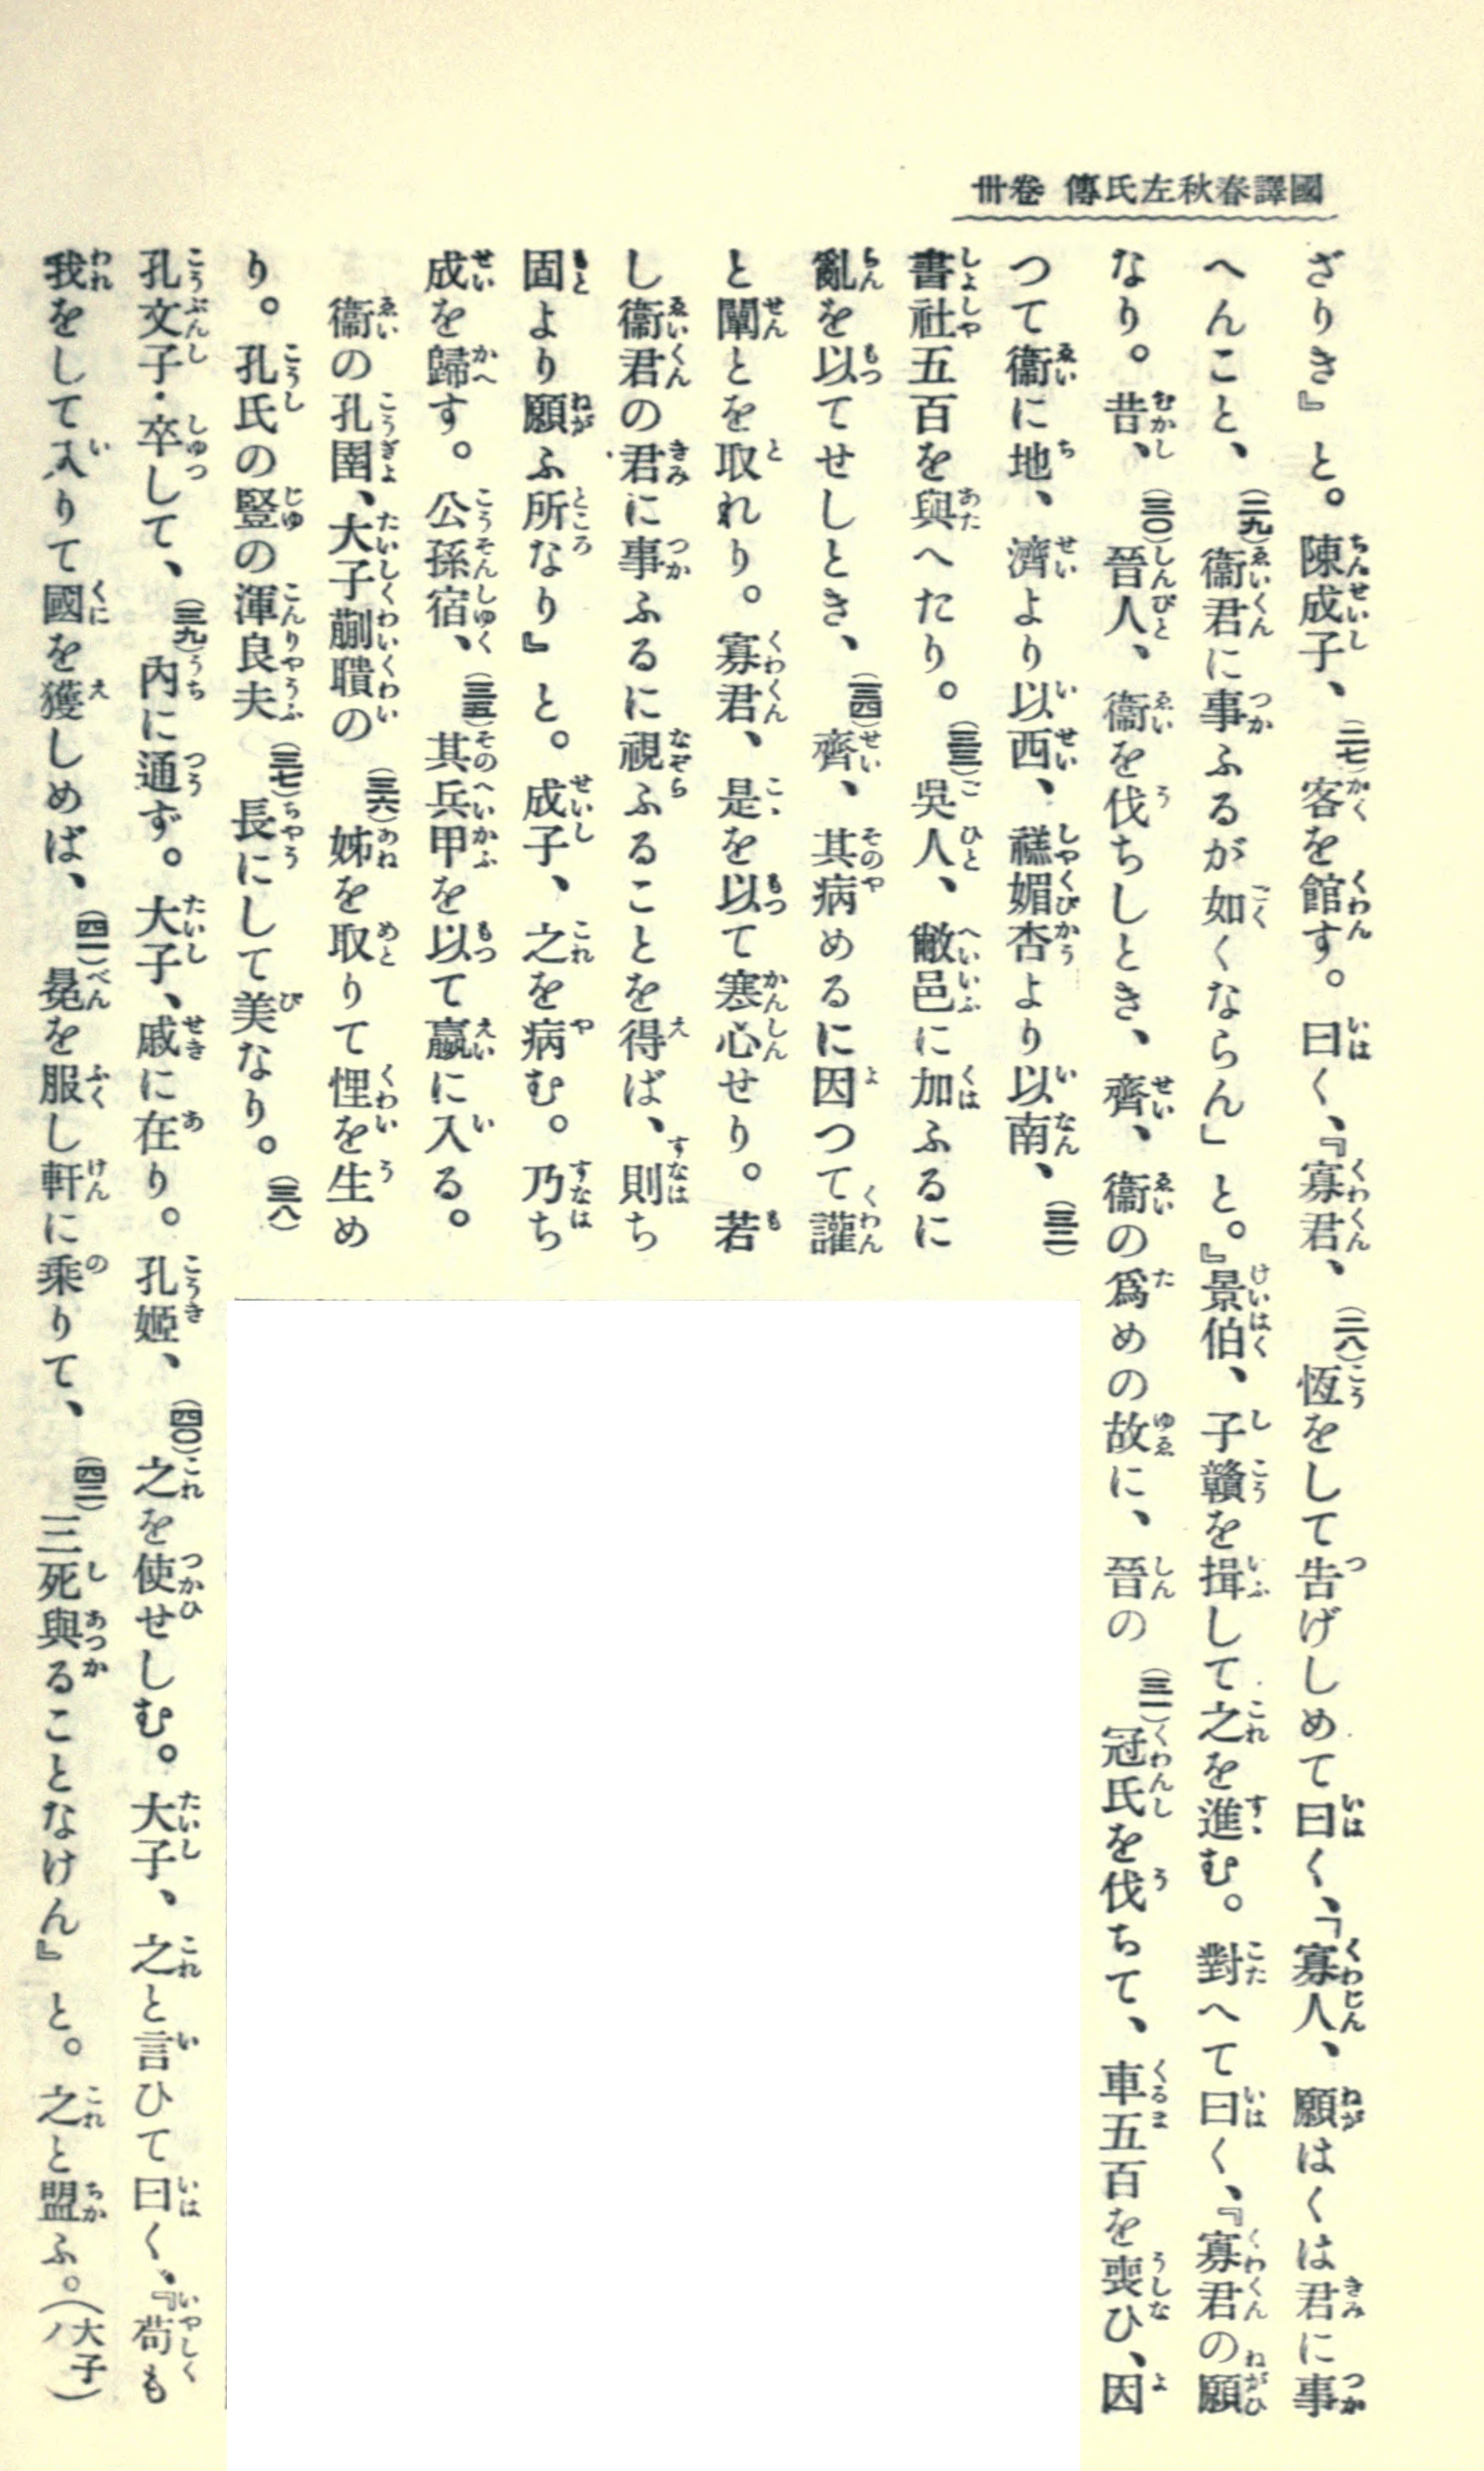 國譯春秋左氏傳 卷卅
ざりき』と。陳成子、(二七)客を館す。曰く、『寡君、(二八)恆をして告げしめて曰く、「寡人、願はくは君に事
へんこと、(二九)衞君に事ふるが如くならん」と。』景伯、子贛を揖して之を進む。對へて曰く、『寡君の願
なり。昔、(三〇)晉人、衞を伐ちしとき、齊、衞の爲めの故に、晉の(三一)冠氏を伐ちて、車五百を喪ひ、因
つて衞に地、濟より以西、禚媚杏より以南、(三二)
書社五百を與へたり。(三三)吳人、敝邑に加ふるに
亂を以てせしとき、(三四)齊、其病めるに因つて讙
と闡とを取れり。寡君、是を以て寒心せり。若
し衞君の君に事ふるに視ふることを得ば、則ち
固より願ふ所なり』と。成子、之を病む。乃ち
成を歸す。公孫宿、(三五)其兵甲を以て嬴に入る。
衞の孔圉、大子蒯聵の(三六)姊を取りて悝を生め
り。孔氏の豎の渾良夫(三七)長にして美なり。(三八)
孔文子・卒して、(三九)內に通ず。大子、戚に在り。孔姬、(四〇)之を使せしむ。大子、之と言ひて曰く、『苟も
我をして入りて國を獲しめば、(四一)冕を服し軒に乘りて、(四二)三死與ることなけん』と。之と盟ふ。(大子ノ)